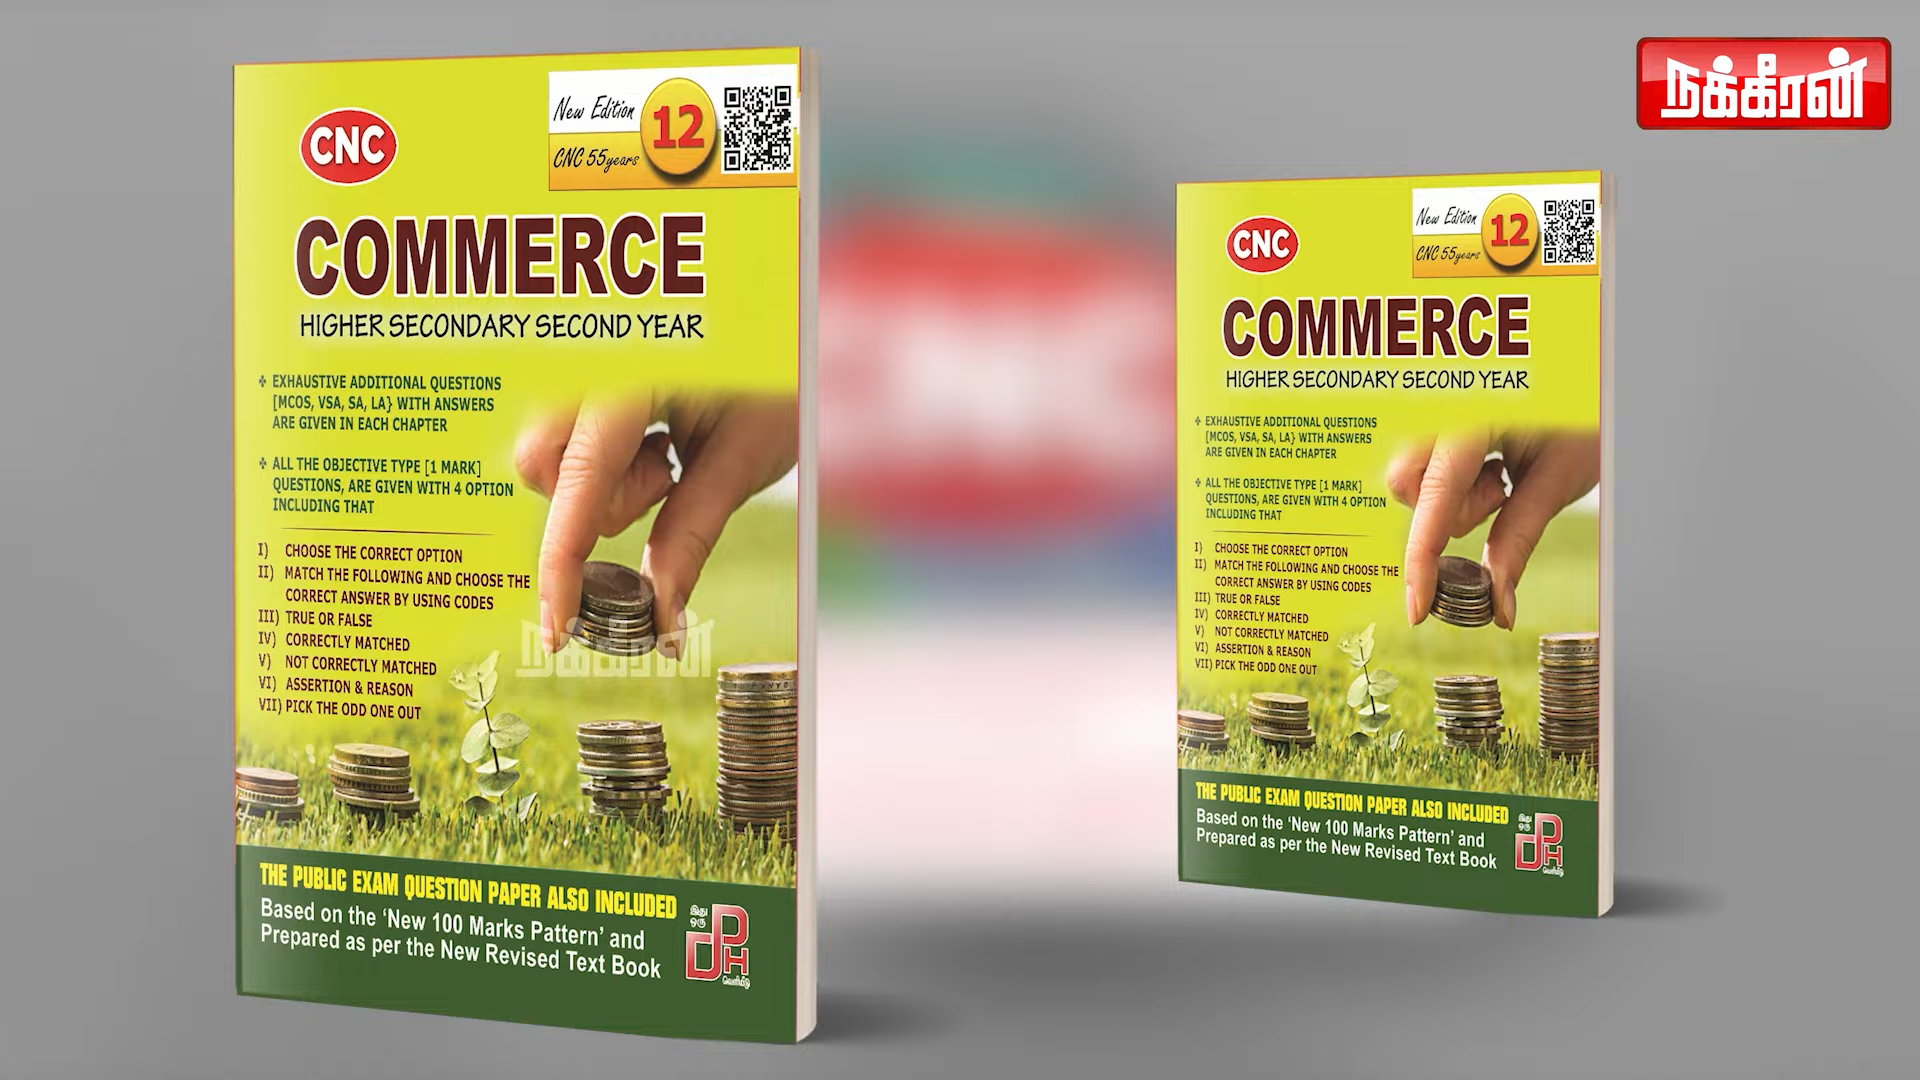 நக்கீரன்
CNC
New Edition
CNC 55years
12
COMMERCE
HIGHER SECONDARY SECOND YEAR
EXHAUSTIVE ADDITIONAL QUESTIONS
[MCOS, VSA, SA, LA} WITH ANSWERS
ARE GIVEN IN EACH CHAPTER
ALL THE OBJECTIVE TYPE [1 MARK]
QUESTIONS, ARE GIVEN WITH 4 OPTION
INCLUDING THAT
I) CHOOSE THE CORRECT OPTION
II) MATCH THE FOLLOWING AND CHOOSE THE
CORRECT ANSWER BY USING CODES
III) TRUE OR FALSE
IV) CORRECTLY MATCHED
V) NOT CORRECTLY MATCHED
VI) ASSERTION & REASON
VII) PICK THE ODD ONE OUT
நக்கீரன்
THE PUBLIC EXAM QUESTION PAPER ALSO INCLUDED
Based on the ‘New 100 Marks Pattern’ and
Prepared as per the New Revised Text Book
இது
ஒரு
DPH
வெளியீடு
CNC
New Edition
CNC 55years
12
COMMERCE
HIGHER SECONDARY SECOND YEAR
EXHAUSTIVE ADDITIONAL QUESTIONS
[MCOS, VSA, SA, LA} WITH ANSWERS
ARE GIVEN IN EACH CHAPTER
ALL THE OBJECTIVE TYPE [1 MARK]
QUESTIONS, ARE GIVEN WITH 4 OPTION
INCLUDING THAT
I) CHOOSE THE CORRECT OPTION
II) MATCH THE FOLLOWING AND CHOOSE THE
CORRECT ANSWER BY USING CODES
III) TRUE OR FALSE
IV) CORRECTLY MATCHED
V) NOT CORRECTLY MATCHED
VI) ASSERTION & REASON
VII) PICK THE ODD ONE OUT
THE PUBLIC EXAM QUESTION PAPER ALSO INCLUDED
Based on the ‘New 100 Marks Pattern’ and
Prepared as per the New Revised Text Book
இது
ஒரு
DPH
வெளியீடு